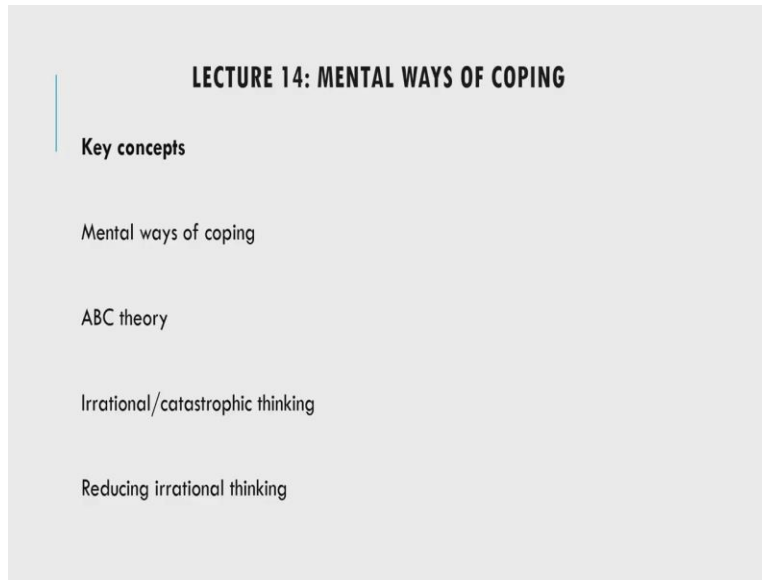 LECTURE 14: MENTAL WAYS OF COPING
Key concepts
Mental ways of coping
ABC theory
Irrational/catastrophic thinking
Reducing irrational thinking